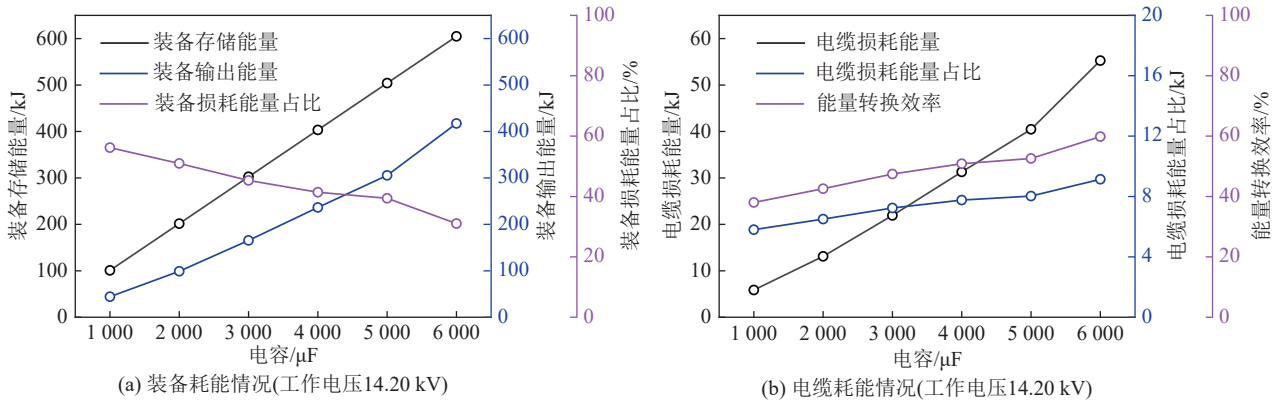 装备存储能量
装备输出能量
装备损耗能量占比
装备存储能量/kJ
600
500
400
300
200
100
0
1 000 2 000 3 000 4 000 5 000 6 000
电容/μF
装备输出能量/kJ
600
500
400
300
200
100
0
装备损耗能量占比/%
100
80
60
40
20
0
(a) 装备耗能情况(工作电压14.20 kV)
电缆损耗能量
电缆损耗能量占比
能量转换效率
电缆损耗能量/kJ
60
50
40
30
20
10
0
1 000 2 000 3 000 4 000 5 000 6 000
电容/μF
电缆损耗能量占比/kJ
20
16
12
8
4
0
能量转换效率/%
100
80
60
40
20
0
(b) 电缆耗能情况(工作电压14.20 kV)